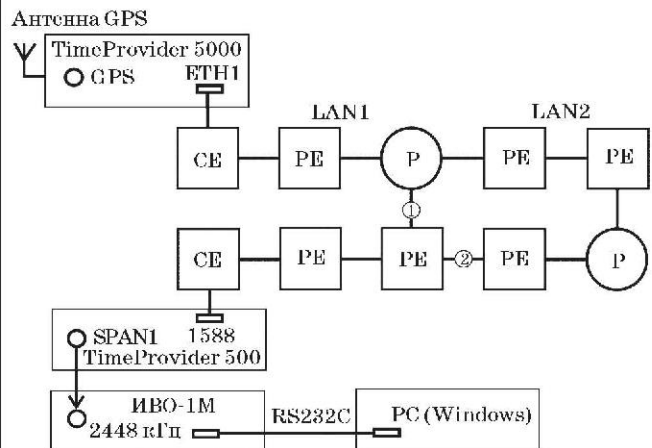 Антенна GPS
TimeProvider 5000
GPS ETH1
LAN1 LAN2
CE PE P PE PE
1
CE PE PE 2 PE P
SPAN1 1588
TimeProvider 500
ИВО-1М
2448 кГц RS232C PC (Windows)